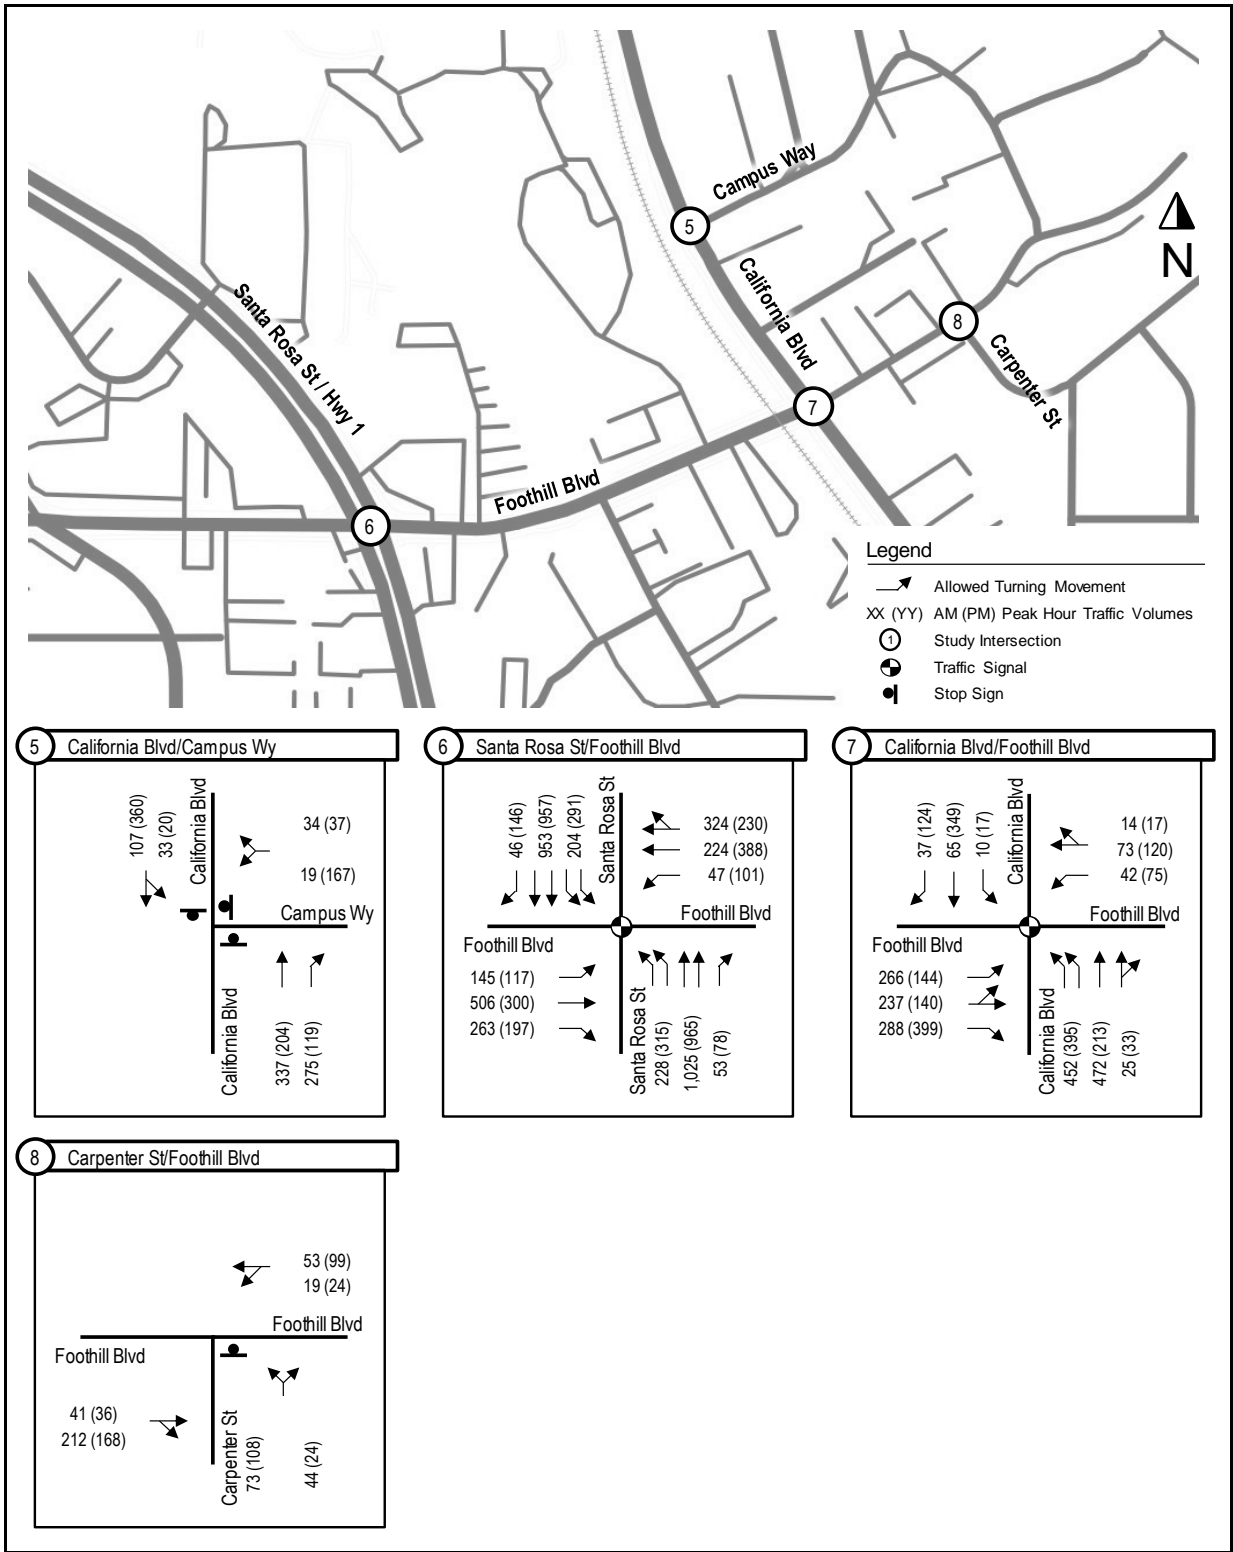 Campus Way
5
N
California Blvd
Santa Rosa St / Hwy 1
8
Carpenter St
7
Foothill Blvd
6
Legend
Allowed Turning Movement
XX (YY) AM (PM) Peak Hour Traffic Volumes
1 Study Intersection
Traffic Signal
Stop Sign
5 California Blvd/Campus Wy
107 (360)
33 (20)
California Blvd
34 (37)
19 (167)
Campus Wy
California Blvd
337 (204)
275 (119)
6 Santa Rosa St/Foothill Blvd
46 (146)
953 (957)
204 (291)
Santa Rosa St
324 (230)
224 (388)
47 (101)
Foothill Blvd
Foothill Blvd
145 (117)
506 (300)
263 (197)
Santa Rosa St
228 (315)
1,025 (965)
53 (78)
7 California Blvd/Foothill Blvd
37 (124)
65 (349)
10 (17)
California Blvd
14 (17)
73 (120)
42 (75)
Foothill Blvd
Foothill Blvd
266 (144)
237 (140)
288 (399)
California Blvd
452 (395)
472 (213)
25 (33)
8 Carpenter St/Foothill Blvd
53 (99)
19 (24)
Foothill Blvd
Foothill Blvd
41 (36)
212 (168)
Carpenter St
73 (108)
44 (24)